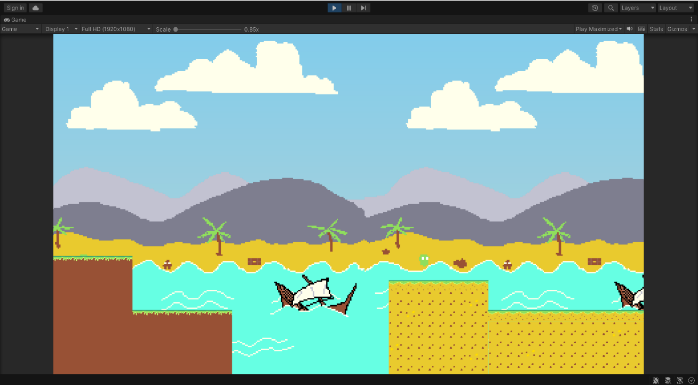 Sign in
Layers
Layout
Game
Game
Display 1
Full HD (1920x1080)
Scale
0.85x
Play Maximized
Stats
Gizmos